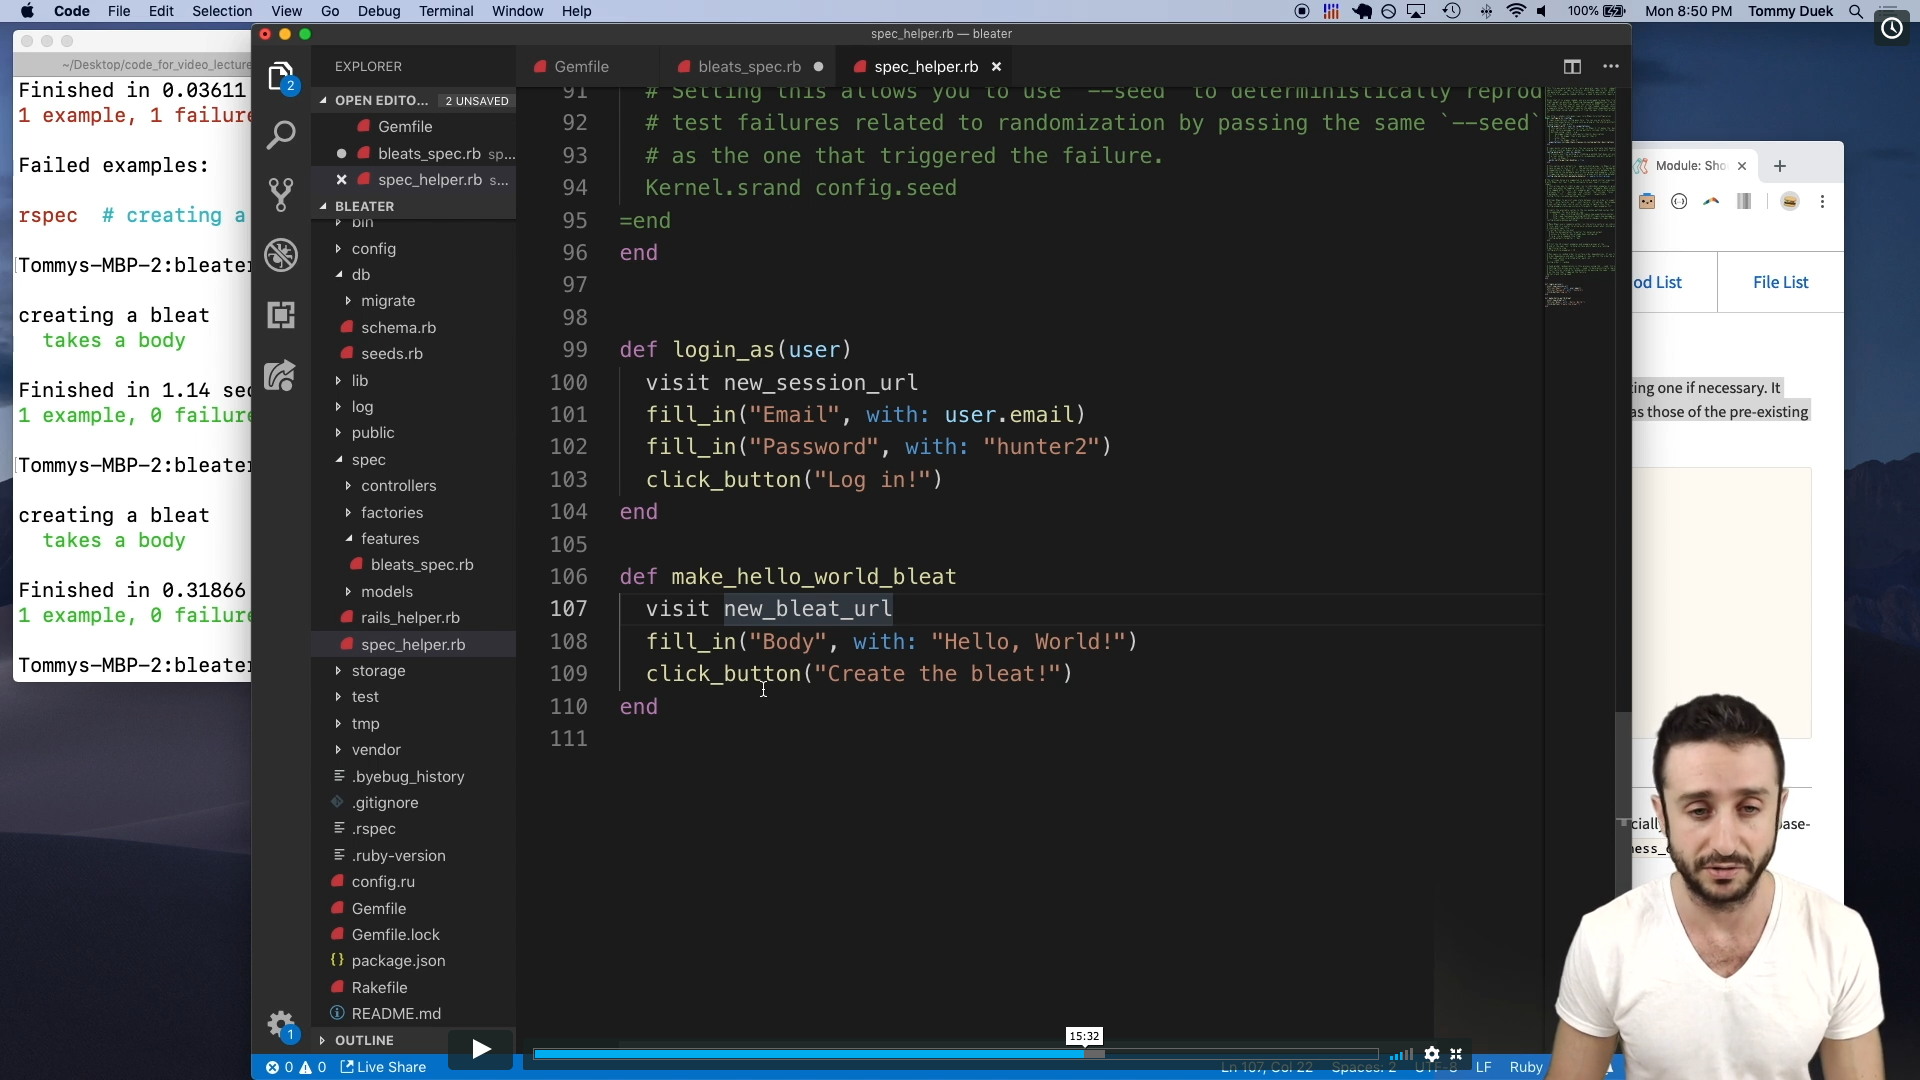 Code File Edit Selection View Go Debug Terminal Window Help
100% Mon 8:50 PM Tommy Duek
~/Desktop/code_for_video_lecture
Finished in 0.03611
1 example, 1 failure
Failed examples:
rspec # creating a
Tommys-MBP-2:bleater
creating a bleat
takes a body
Finished in 1.14 sec
1 example, 0 failure
Tommys-MBP-2:bleater
creating a bleat
takes a body
Finished in 0.31866
1 example, 0 failure
Tommys-MBP-2:bleater
spec_helper.rb — bleater
2
EXPLORER
OPEN EDITO... 2 UNSAVED
Gemfile
bleats_spec.rb sp...
spec_helper.rb s...
BLEATER
bin
config
db
migrate
schema.rb
seeds.rb
lib
log
public
spec
controllers
factories
features
bleats_spec.rb
models
rails_helper.rb
spec_helper.rb
storage
test
tmp
vendor
.byebug_history
.gitignore
.rspec
.ruby-version
config.ru
Gemfile
Gemfile.lock
package.json
Rakefile
README.md
OUTLINE
1
Gemfile bleats_spec.rb spec_helper.rb
91 # Setting this allows you to use `--seed` to deterministically reprod
92 # test failures related to randomization by passing the same `--seed`
93 # as the one that triggered the failure.
94 Kernel.srand config.seed
95 =end
96 end
97
98
99 def login_as(user)
100 visit new_session_url
101 fill_in("Email", with: user.email)
102 fill_in("Password", with: "hunter2")
103 click_button("Log in!")
104 end
105
106 def make_hello_world_bleat
107 visit new_bleat_url
108 fill_in("Body", with: "Hello, World!")
109 click_button("Create the bleat!")
110 end
111
15:32
0 0 Live Share
Ln 107, Col 22 Spaces: 2 UTF-8 LF Ruby
Module: Sho
od List File List
ting one if necessary. It
as those of the pre-existing